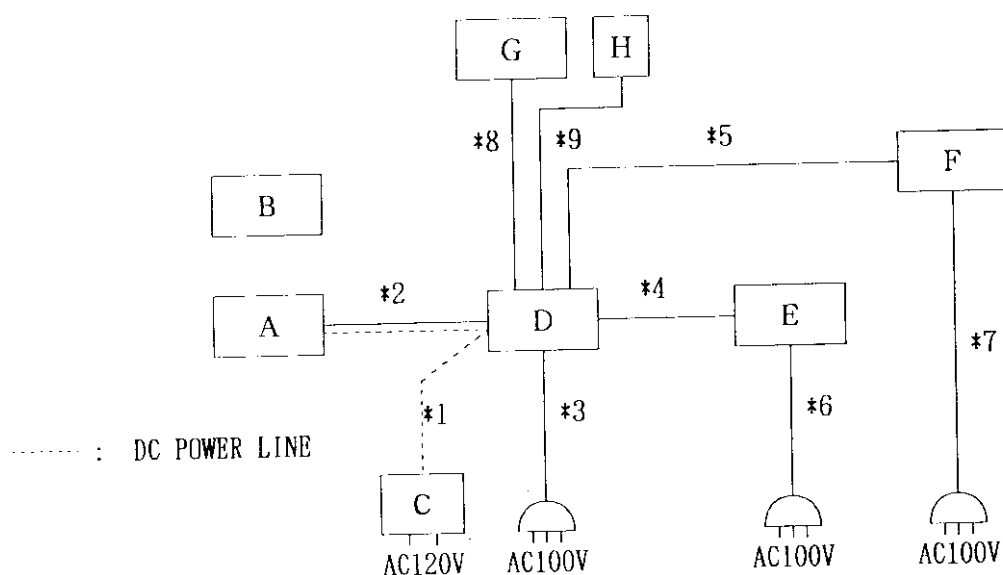 G
H
*8
*9
*5
F
B
*2
*4
A
D
E
*7
*1
*3
*6
: DC POWER LINE
C
AC120V
AC100V
AC100V
AC100V